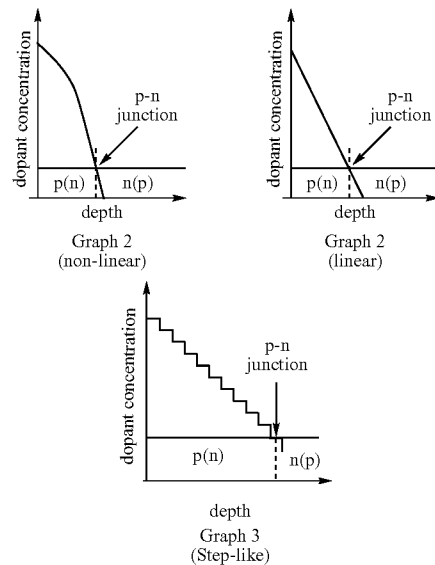 dopant concentration
p-n
junction
p(n)
n(p)
depth
Graph 2
(non-linear)
dopant concentration
p-n
junction
p(n)
n(p)
depth
Graph 2
(linear)
dopant concentration
p-n
junction
p(n)
n(p)
depth
Graph 3
(Step-like)